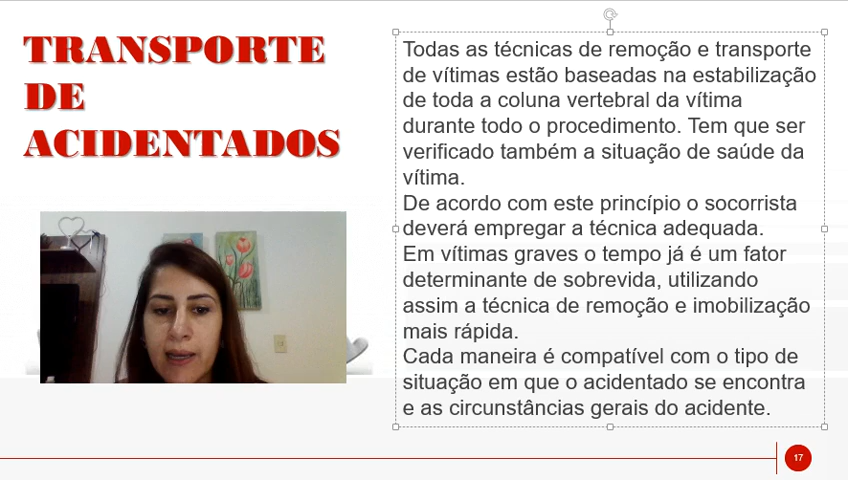 TRANSPORTE
DE
ACIDENTADOS
Todas as técnicas de remoção e transporte
de vítimas estão baseadas na estabilização
de toda a coluna vertebral da vítima
durante todo o procedimento. Tem que ser
verificado também a situação de saúde da
vítima.
De acordo com este princípio o socorrista
deverá empregar a técnica adequada.
Em vítimas graves o tempo já é um fator
determinante de sobrevida, utilizando
assim a técnica de remoção e imobilização
mais rápida.
Cada maneira é compatível com o tipo de
situação em que o acidentado se encontra
e as circunstâncias gerais do acidente.
17